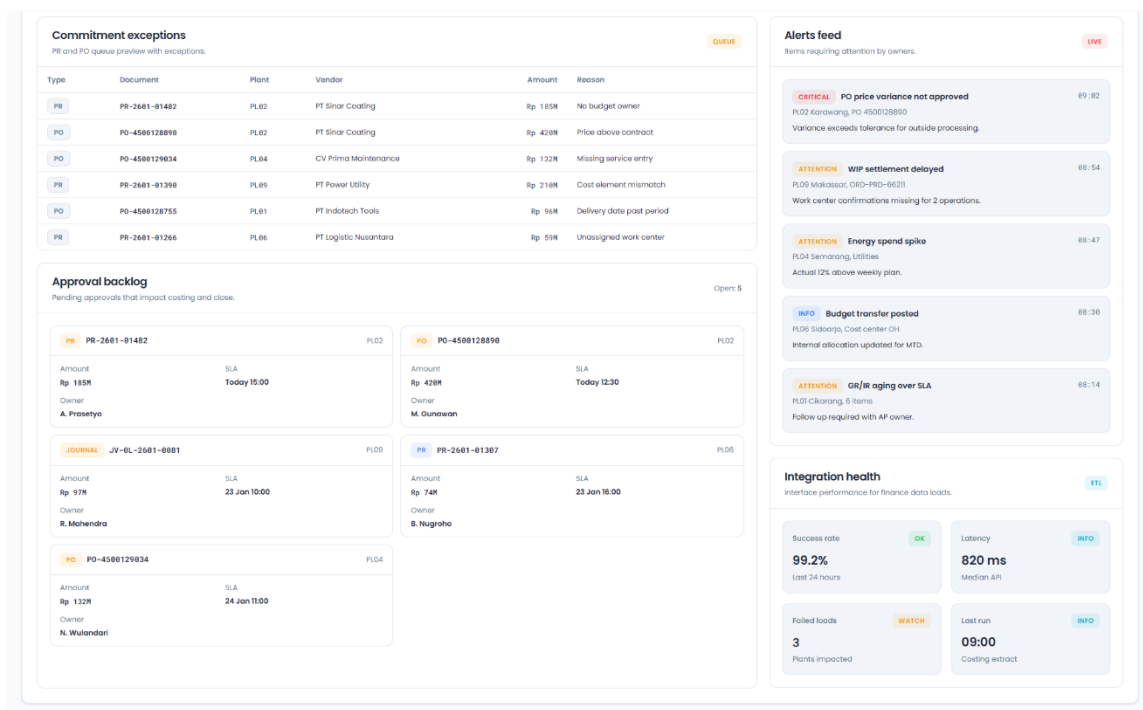 Commitment exceptions
PR and PO queue preview with exceptions.
QUEUE
Type Document Plant Vendor Amount Reason
PR PR-2601-01482 PL02 PT Sinar Coating Rp 185M No budget owner
PO PO-4500128890 PL02 PT Sinar Coating Rp 420M Price above contract
PO PO-4500129034 PL04 CV Prima Maintenance Rp 132M Missing service entry
PR PR-2601-01390 PL09 PT Power Utility Rp 210M Cost element mismatch
PO PO-4500128755 PL01 PT Indotech Tools Rp 96M Delivery date past period
PR PR-2601-01266 PL06 PT Logistic Nusantara Rp 59M Unassigned work center
Approval backlog
Pending approvals that impact costing and close.
Open: 5
PR PR-2601-01482 PL02
Amount SLA
Rp 185M Today 15:00
Owner
A. Prasetyo
PO PO-4500128890 PL02
Amount SLA
Rp 420M Today 12:30
Owner
M. Gunawan
JOURNAL JV-0L-2601-0081 PL09
Amount SLA
Rp 97M 23 Jan 10:00
Owner
R. Mahendra
PR PR-2601-01307 PL06
Amount SLA
Rp 74M 23 Jan 16:00
Owner
B. Nugroho
PO PO-4500129034 PL04
Amount SLA
Rp 132M 24 Jan 11:00
Owner
N. Wulandari
Alerts feed
Items requiring attention by owners.
LIVE
CRITICAL PO price variance not approved 09:02
PL02 Karawang, PO 4500128890
Variance exceeds tolerance for outside processing.
ATTENTION WIP settlement delayed 08:54
PL09 Makassar, ORD-PRD-66211
Work center confirmations missing for 2 operations.
ATTENTION Energy spend spike 08:47
PL04 Semarang, Utilities
Actual 12% above weekly plan.
INFO Budget transfer posted 08:30
PL06 Sidoarjo, Cost center OH
Internal allocation updated for MTD.
ATTENTION GR/IR aging over SLA 08:14
PL01 Cikarang, 6 items
Follow up required with AP owner.
Integration health
Interface performance for finance data loads.
ETL
Success rate OK
99.2%
Last 24 hours
Latency INFO
820 ms
Median API
Failed loads WATCH
3
Plants impacted
Last run INFO
09:00
Costing extract